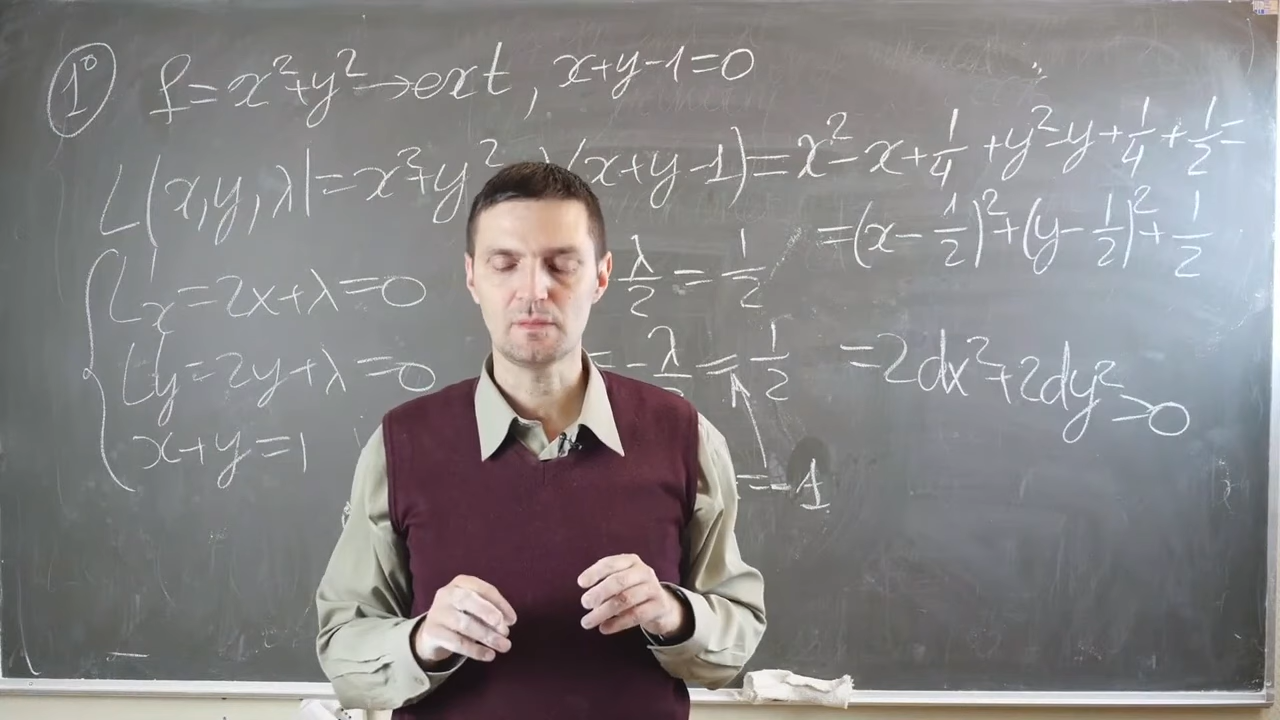 1° f=x²+y²→ext, x+y-1=0
L(x,y,λ)=x²+y² (x+y-1)=x²-x+1/4+y²-y+1/4+1/2=
=(x-1/2)²+(y-1/2)²+1/2
L'x=2x+λ=0 λ/2=1/2
L'y=2y+λ=0 =-λ/2=1/2 =2dx²+2dy²>0
x+y=1 =-1